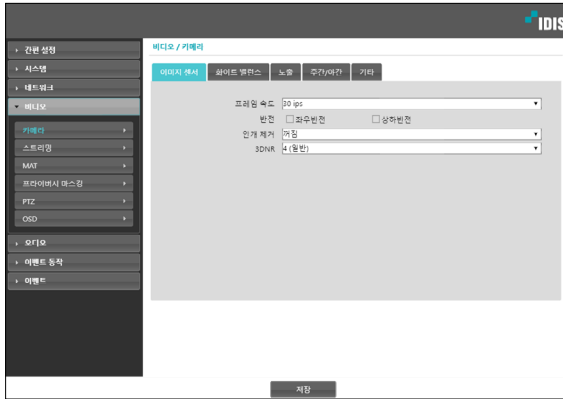 IDIS
간편 설정
시스템
네트워크
비디오
카메라
스트리밍
MAT
프라이버시 마스킹
PTZ
OSD
오디오
이벤트 동작
이벤트
비디오 / 카메라
이미지 센서 화이트 밸런스 노출 주간/야간 기타
프레임 속도 30 ips
반전 좌우반전 상하반전
안개 제거 꺼짐
3DNR 4 (일반)
저장